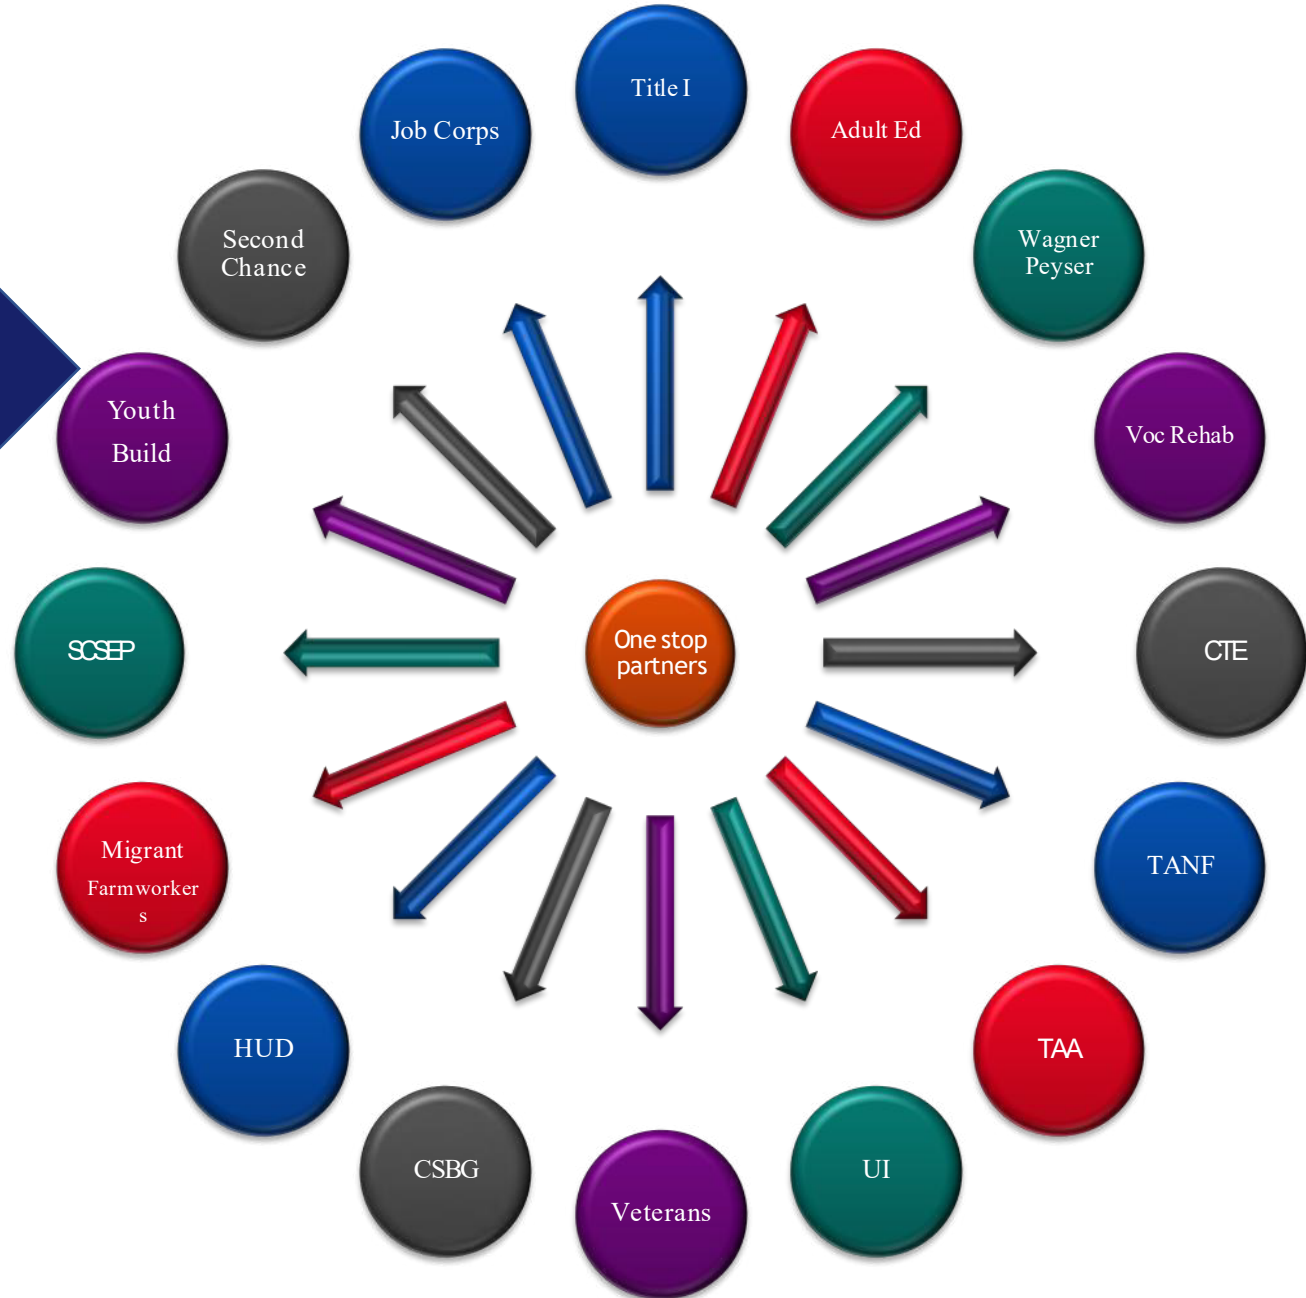 Title I
Job Corps
Adult Ed
Second
Chance
Wagner
Peyser
Youth
Build
Voc Rehab
One stop
partners
SCSEP
CTE
Migrant
Farmworker
s
TANF
HUD
TAA
CSBG
UI
Veterans